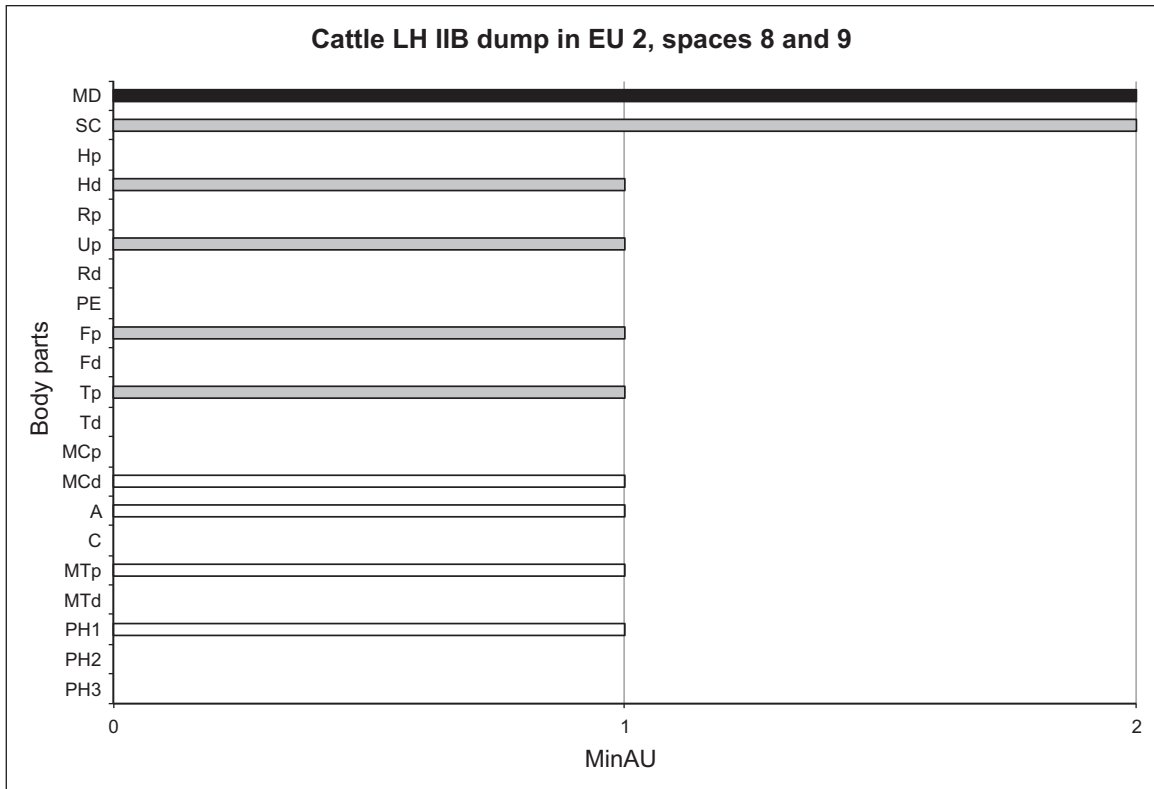 Cattle LH IIB dump in EU 2, spaces 8 and 9
Body parts
MD
SC
Hp
Hd
Rp
Up
Rd
PE
Fp
Fd
Tp
Td
MCp
MCd
A
C
MTp
MTd
PH1
PH2
PH3
0 1 2
MinAU